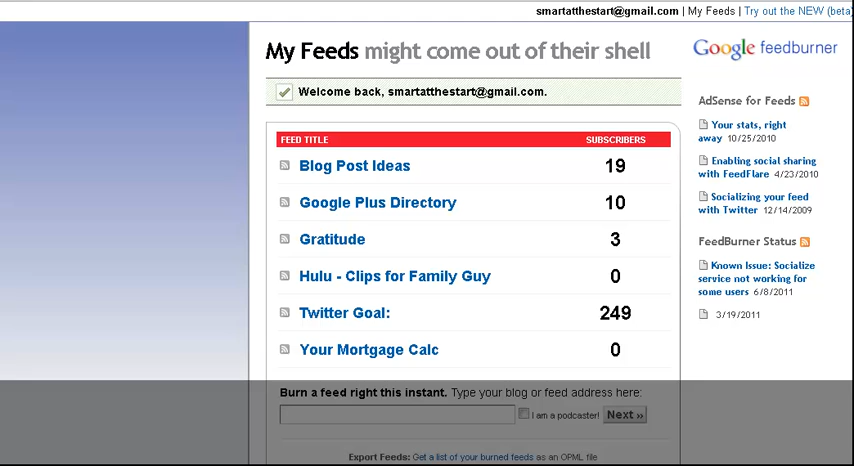 smartatthestart@gmail.com | My Feeds | Try out the NEW (beta)
My Feeds might come out of their shell
Google feedburner
Welcome back, smartatthestart@gmail.com.
FEED TITLE SUBSCRIBERS
Blog Post Ideas 19
Google Plus Directory 10
Gratitude 3
Hulu - Clips for Family Guy 0
Twitter Goal: 249
Your Mortgage Calc 0
Burn a feed right this instant. Type your blog or feed address here:
I am a podcaster! Next »
Export Feeds: Get a list of your burned feeds as an OPML file
AdSense for Feeds
Your stats, right
away 10/25/2010
Enabling social sharing
with FeedFlare 4/23/2010
Socializing your feed
with Twitter 12/14/2009
FeedBurner Status
Known Issue: Socialize
service not working for
some users 6/8/2011
3/19/2011